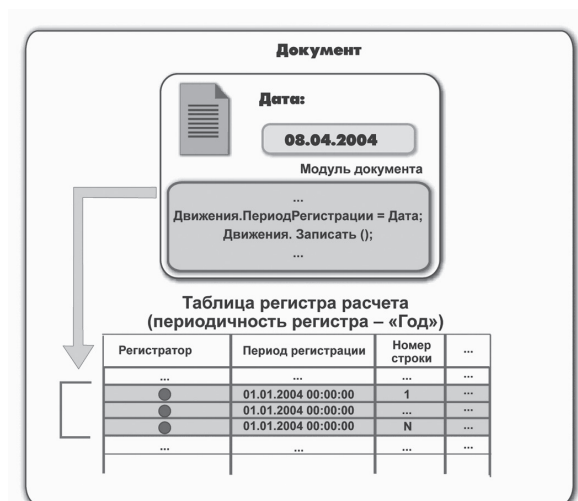 Документ
Дата:
08.04.2004
Модуль документа
...
Движения.ПериодРегистрации = Дата;
Движения. Записать ();
...
Таблица регистра расчета
(периодичность регистра – «Год»)
Регистратор Период регистрации Номер строки ...
... ... ... ...
01.01.2004 00:00:00 1 ...
01.01.2004 00:00:00 ... ...
01.01.2004 00:00:00 N ...
... ... ... ...